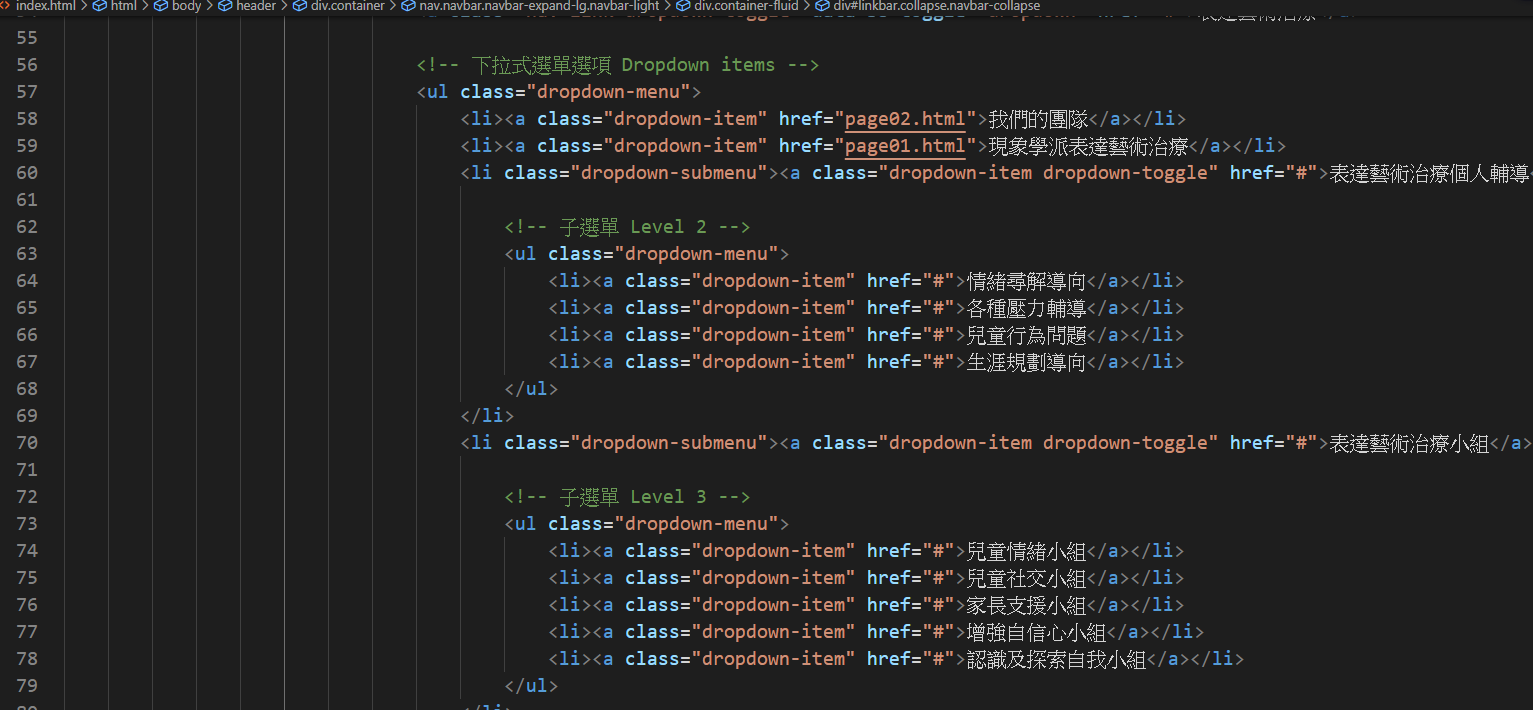 index.html > html > body > header > div.container > nav.navbar.navbar-expand-lg.navbar-light > div.container-fluid > div#linkbar.collapse.navbar-collapse
55
56 <!-- 下拉式選單選項 Dropdown items -->
57 <ul class="dropdown-menu">
58 <li><a class="dropdown-item" href="page02.html">我們的團隊</a></li>
59 <li><a class="dropdown-item" href="page01.html">現象學派表達藝術治療</a></li>
60 <li class="dropdown-submenu"><a class="dropdown-item dropdown-toggle" href="#">表達藝術治療個人輔導<
61
62 <!-- 子選單 Level 2 -->
63 <ul class="dropdown-menu">
64 <li><a class="dropdown-item" href="#">情緒尋解導向</a></li>
65 <li><a class="dropdown-item" href="#">各種壓力輔導</a></li>
66 <li><a class="dropdown-item" href="#">兒童行為問題</a></li>
67 <li><a class="dropdown-item" href="#">生涯規劃導向</a></li>
68 </ul>
69 </li>
70 <li class="dropdown-submenu"><a class="dropdown-item dropdown-toggle" href="#">表達藝術治療小組</a>
71
72 <!-- 子選單 Level 3 -->
73 <ul class="dropdown-menu">
74 <li><a class="dropdown-item" href="#">兒童情緒小組</a></li>
75 <li><a class="dropdown-item" href="#">兒童社交小組</a></li>
76 <li><a class="dropdown-item" href="#">家長支援小組</a></li>
77 <li><a class="dropdown-item" href="#">增強自信心小組</a></li>
78 <li><a class="dropdown-item" href="#">認識及探索自我小組</a></li>
79 </ul>